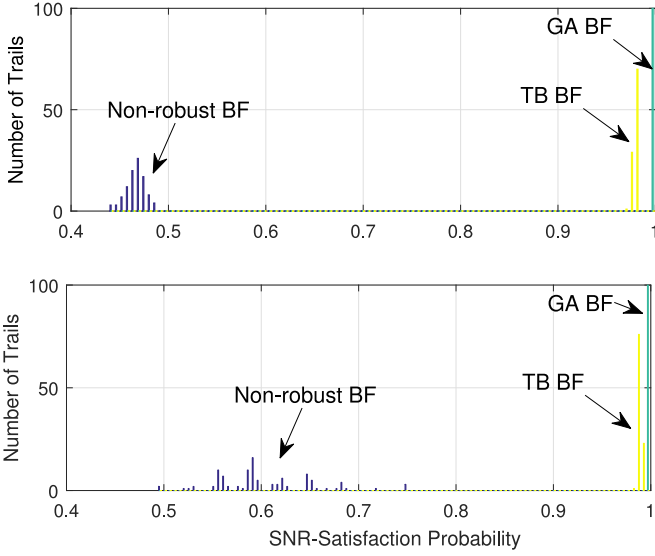 100
50
0
Number of Trails
GA BF
TB BF
Non-robust BF
0.4 0.5 0.6 0.7 0.8 0.9 1
100
50
0
Number of Trails
GA BF
TB BF
Non-robust BF
0.4 0.5 0.6 0.7 0.8 0.9 1
SNR-Satisfaction Probability